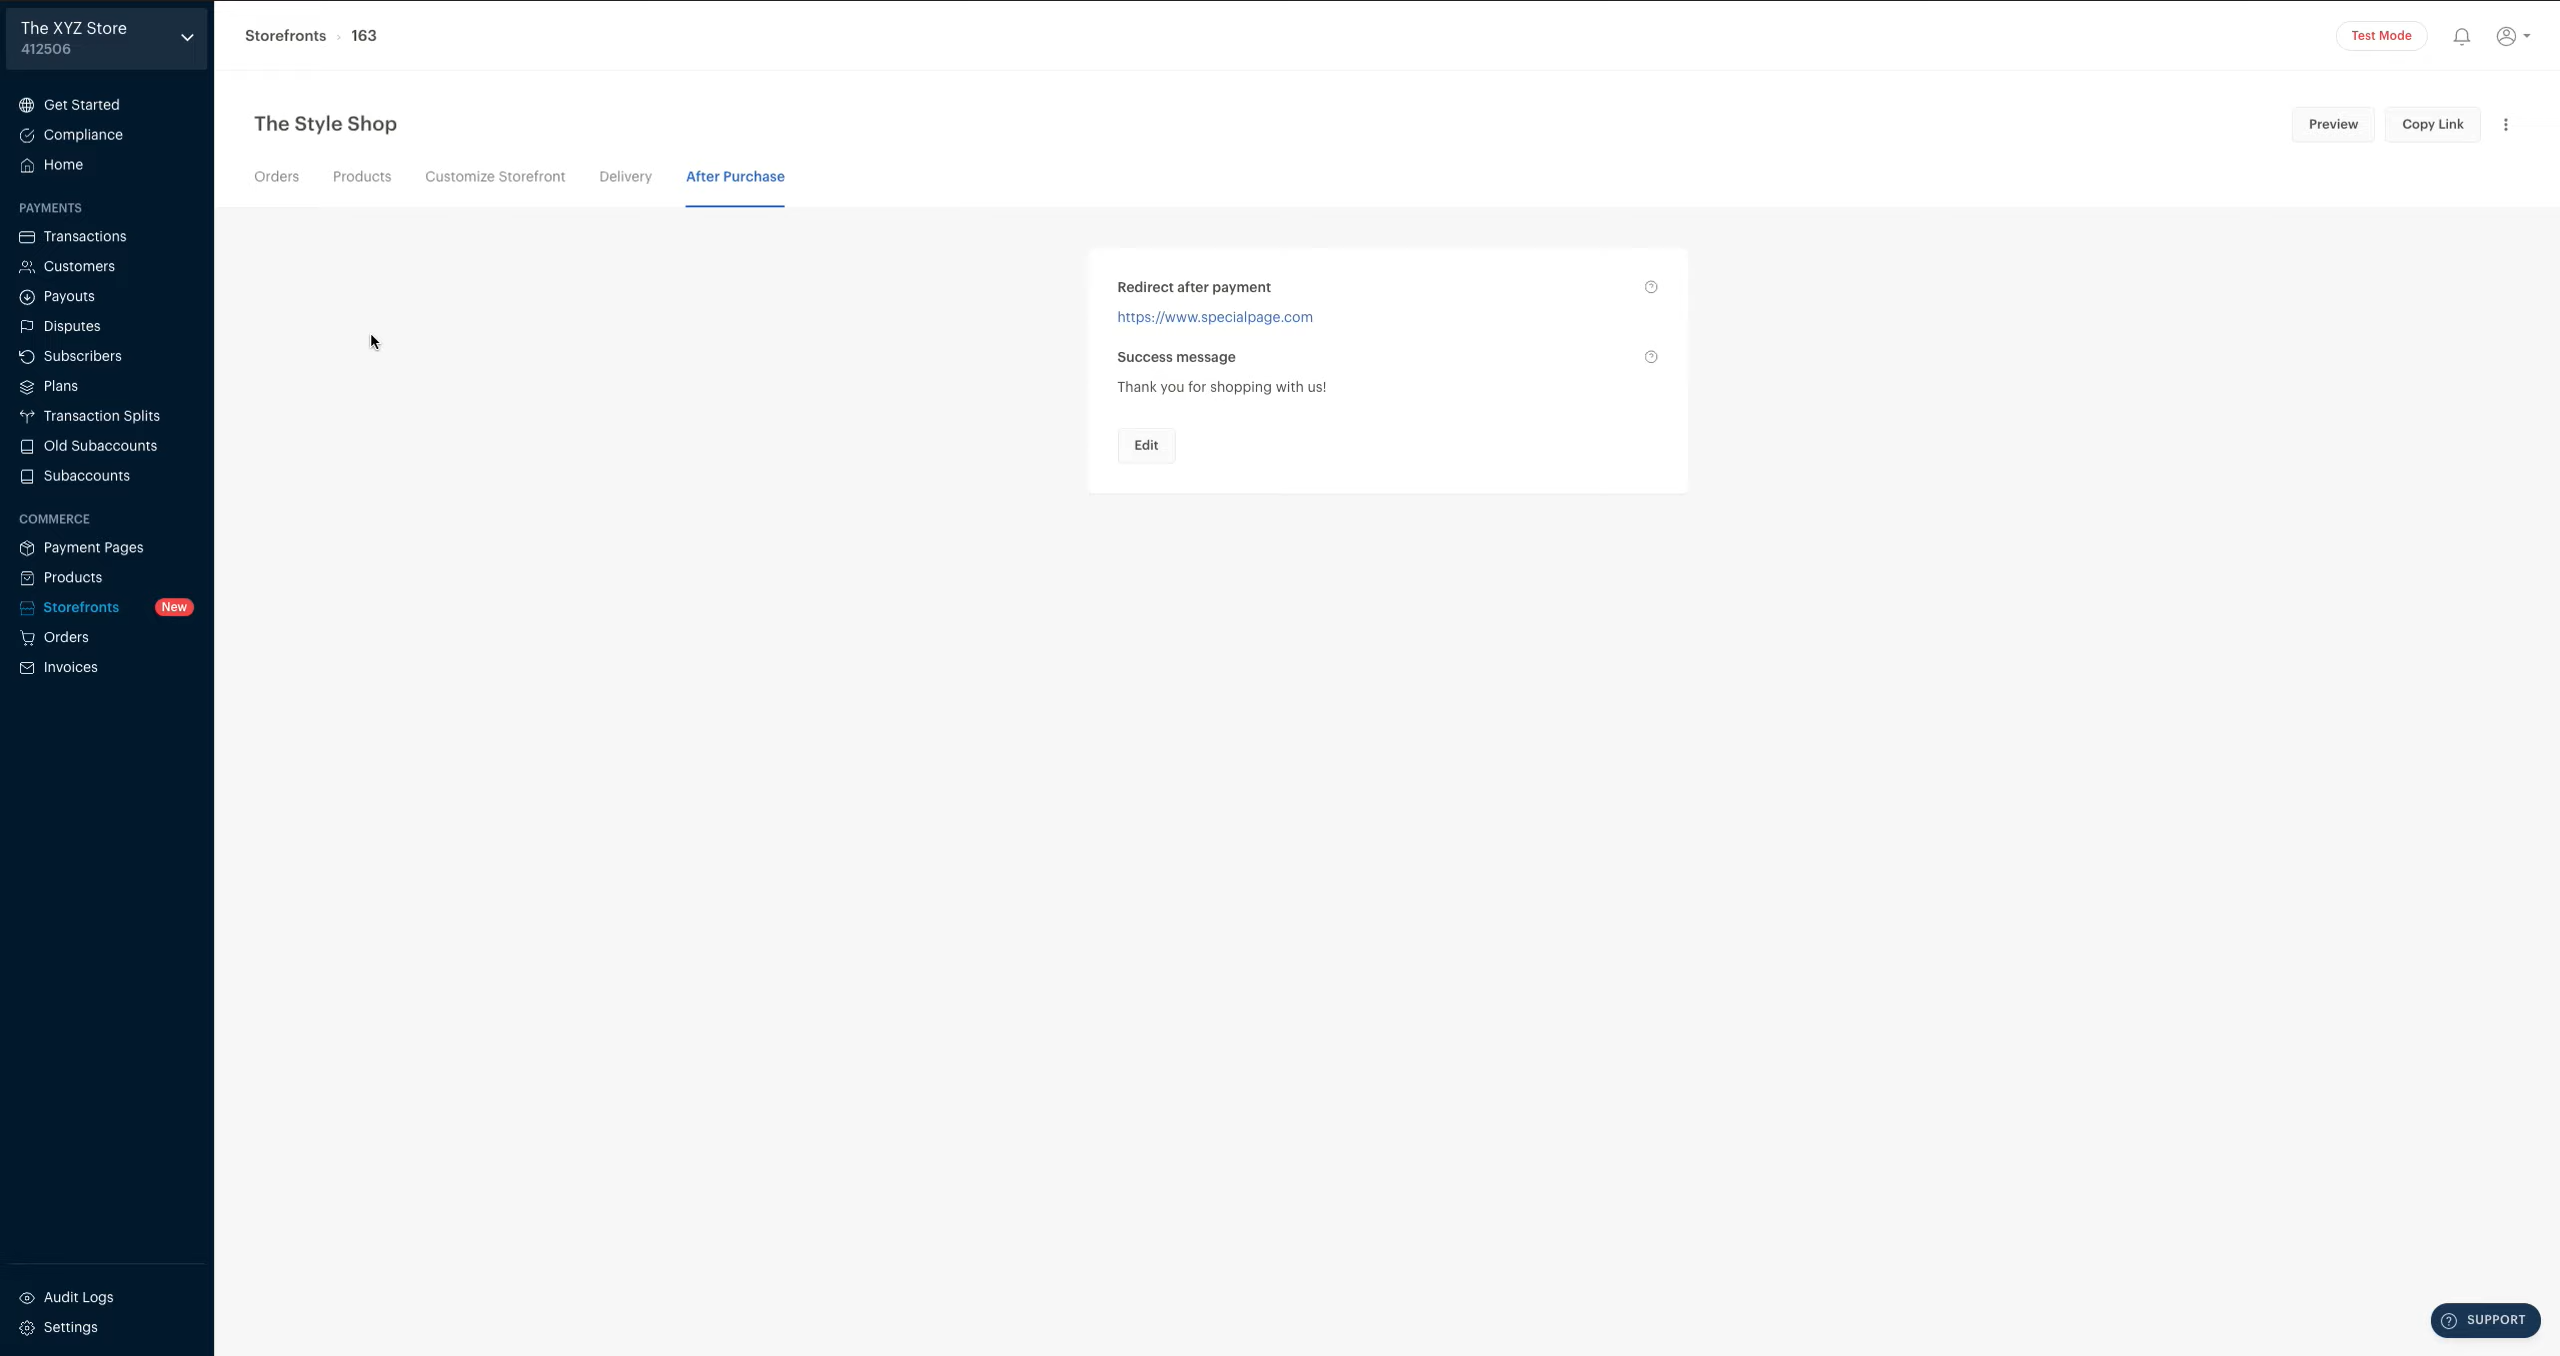 The XYZ Store
412506
Get Started
Compliance
Home
PAYMENTS
Transactions
Customers
Payouts
Disputes
Subscribers
Plans
Transaction Splits
Old Subaccounts
Subaccounts
COMMERCE
Payment Pages
Products
Storefronts New
Orders
Invoices
Audit Logs
Settings
Storefronts › 163
Test Mode
The Style Shop
Preview
Copy Link
Orders Products Customize Storefront Delivery After Purchase
Redirect after payment
https://www.specialpage.com
Success message
Thank you for shopping with us!
Edit
SUPPORT